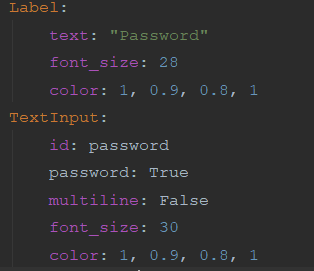 Label:
text: "Password"
font_size: 28
color: 1, 0.9, 0.8, 1
TextInput:
id: password
password: True
multiline: False
font_size: 30
color: 1, 0.9, 0.8, 1